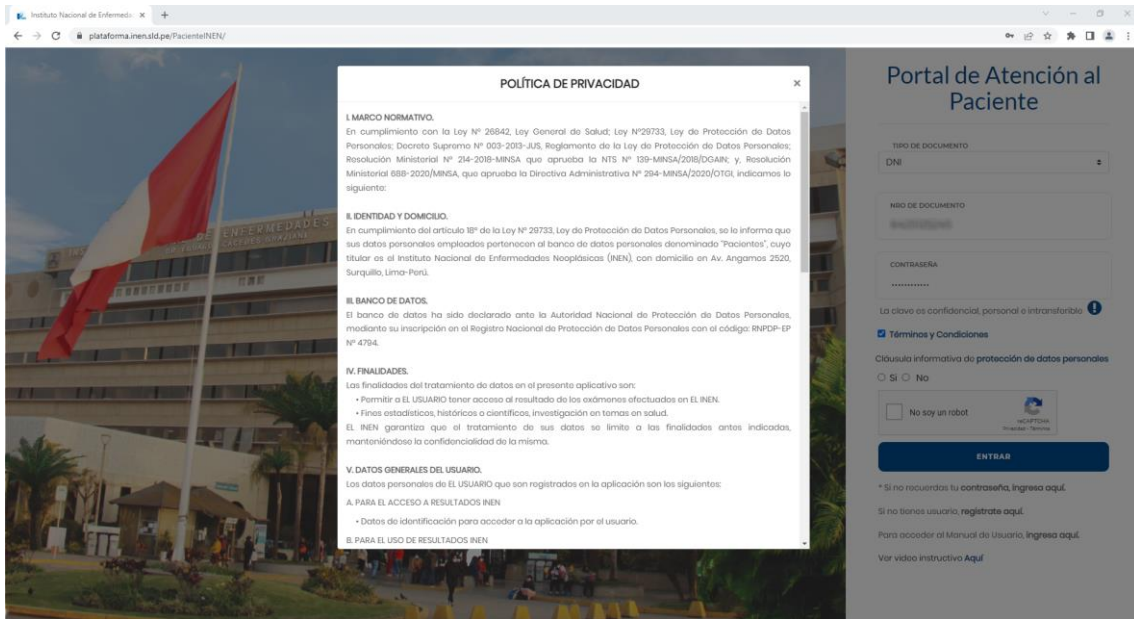 Instituto Nacional de Enfermeda
plataforma.inen.sld.pe/PacienteINEN/
POLÍTICA DE PRIVACIDAD
I. MARCO NORMATIVO.
En cumplimiento con la Ley Nº 26842, Ley General de Salud; Ley Nº29733, Ley de Protección de Datos
Personales; Decreto Supremo Nº 003-2013-JUS, Reglamento de la Ley de Protección de Datos Personales;
Resolución Ministerial Nº 214-2018-MINSA que aprueba la NTS Nº 139-MINSA/2018/DGAIN; y, Resolución
Ministerial 688-2020/MINSA, que aprueba la Directiva Administrativa Nº 294-MINSA/2020/OTGI, indicamos lo
siguiente:
II. IDENTIDAD Y DOMICILIO.
En cumplimiento del artículo 18º de la Ley Nº 29733, Ley de Protección de Datos Personales, se le informa que
sus datos personales empleados pertenecen al banco de datos personales denominado "Pacientes", cuyo
titular es el Instituto Nacional de Enfermedades Neoplásicas (INEN), con domicilio en Av. Angamos 2520,
Surquillo, Lima-Perú.
III. BANCO DE DATOS.
El banco de datos ha sido declarado ante la Autoridad Nacional de Protección de Datos Personales,
mediante su inscripción en el Registro Nacional de Protección de Datos Personales con el código: RNPDP-EP
Nº 4794.
IV. FINALIDADES.
Las finalidades del tratamiento de datos en el presente aplicativo son:
• Permitir a EL USUARIO tener acceso al resultado de los exámenes efectuados en EL INEN.
• Fines estadísticos, históricos o científicos, investigación en temas en salud.
EL INEN garantiza que el tratamiento de sus datos se limite a las finalidades antes indicadas,
manteniéndose la confidencialidad de la misma.
V. DATOS GENERALES DEL USUARIO.
Los datos personales de EL USUARIO que son registrados en la aplicación son los siguientes:
A. PARA EL ACCESO A RESULTADOS INEN
• Datos de identificación para acceder a la aplicación por el usuario.
B. PARA EL USO DE RESULTADOS INEN
DE ENFERMEDADES
CACERES GRAZIANI
Portal de Atención al
Paciente
TIPO DE DOCUMENTO
DNI
NRO DE DOCUMENTO
CONTRASEÑA
............
La clave es confidencial, personal e intransferible
Términos y Condiciones
Cláusula informativa de protección de datos personales
Si No
No soy un robot
reCAPTCHA
Privacidad - Términos
ENTRAR
* Si no recuerdas tu contraseña, ingresa aquí.
Si no tienes usuario, regístrate aquí.
Para acceder al Manual de Usuario, ingresa aquí.
Ver video instructivo Aquí